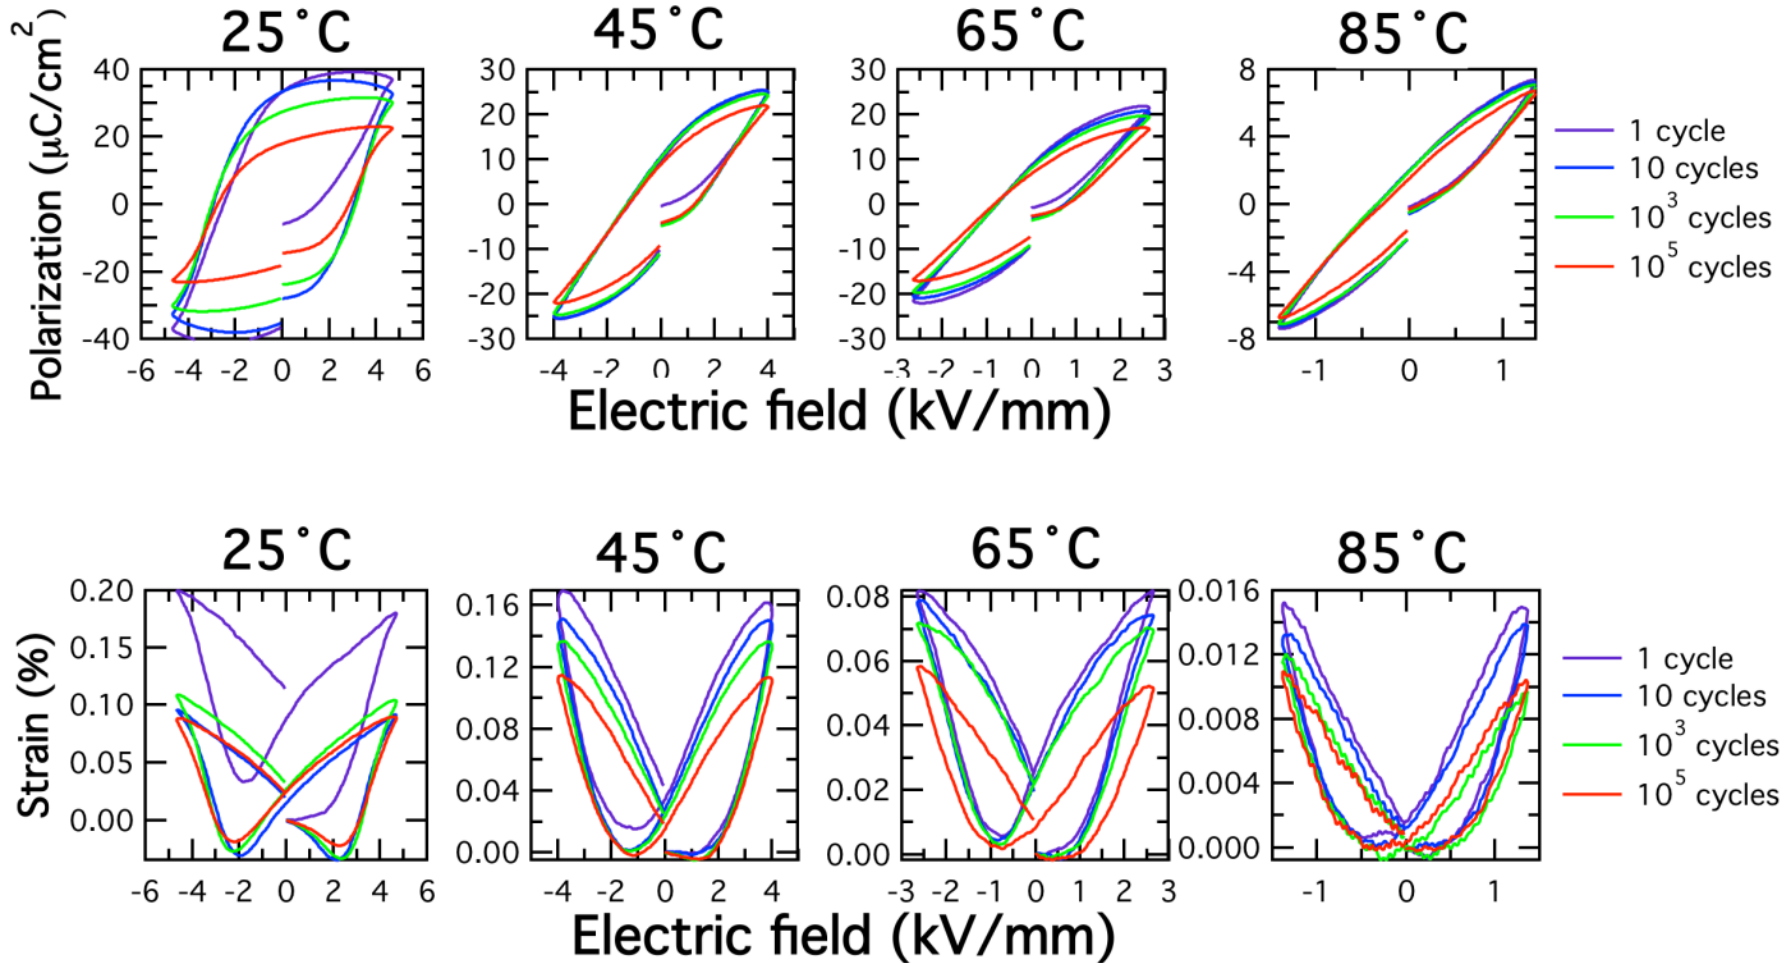 25°C 45°C 65°C 85°C
Polarization (μC/cm²)
40 30 30 8
20 20 20 4
10 10
0 0 0 0
-10 -10
-20 -20 -20 -4
-40 -30 -30 -8
-6 -4 -2 0 2 4 6 -4 -2 0 2 4 -3 -2 -1 0 1 2 3 -1 0 1
Electric field (kV/mm)
1 cycle
10 cycles
10³ cycles
10⁵ cycles
25°C 45°C 65°C 85°C
Strain (%)
0.20 0.16 0.08 0.016
0.15 0.12 0.06 0.012
0.10 0.08 0.04 0.008
0.05 0.04 0.02 0.004
0.00 0.00 0.00 0.000
-6 -4 -2 0 2 4 6 -4 -2 0 2 4 -3 -2 -1 0 1 2 3 -1 0 1
Electric field (kV/mm)
1 cycle
10 cycles
10³ cycles
10⁵ cycles